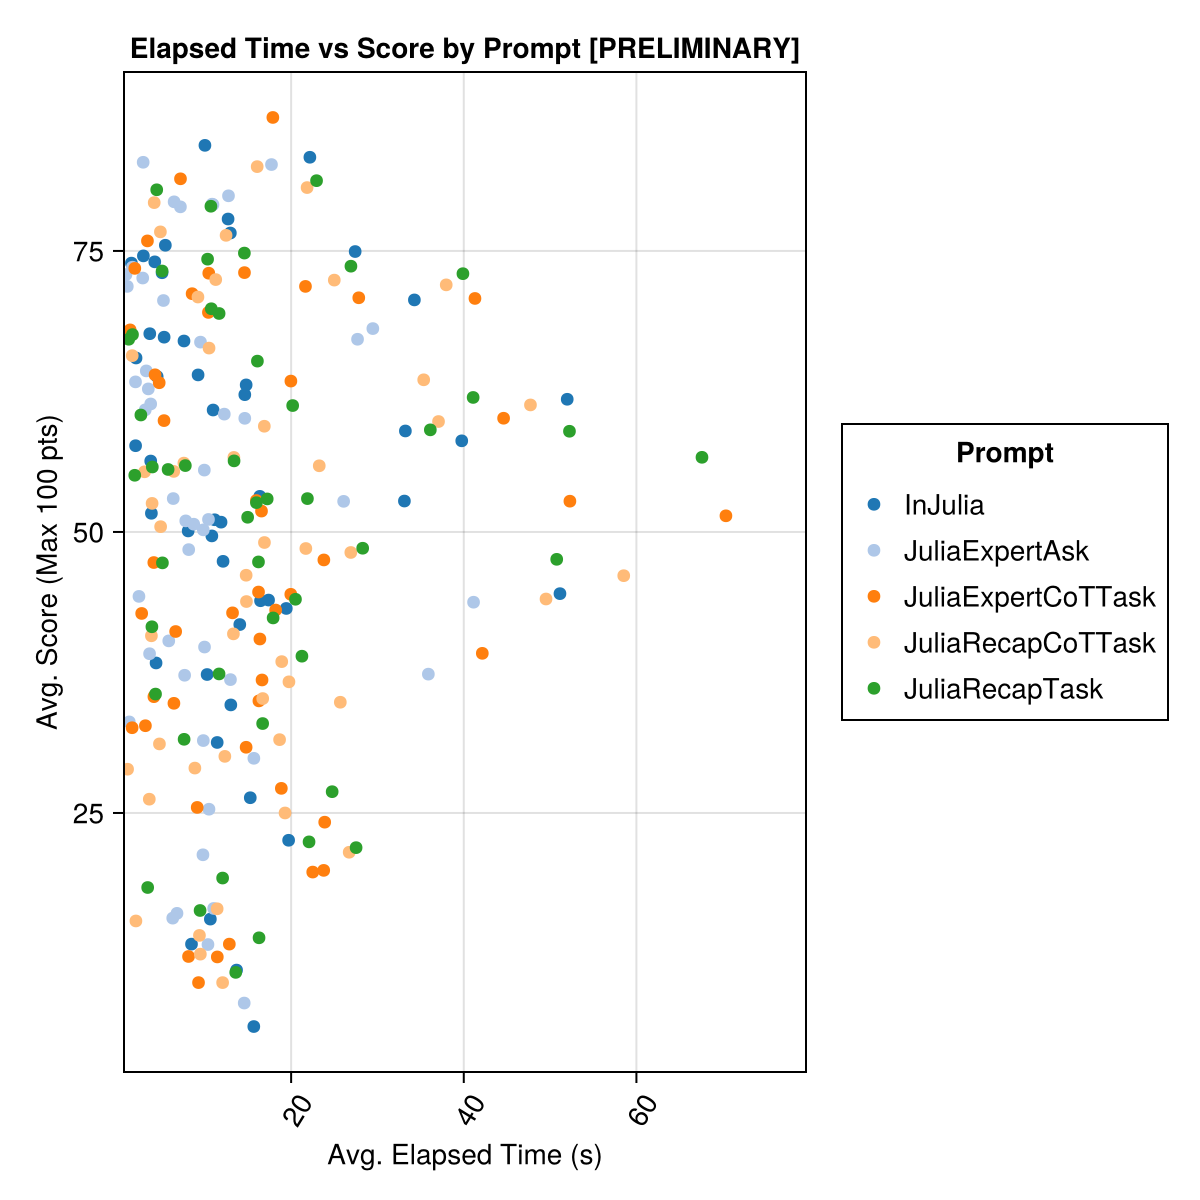 Elapsed Time vs Score by Prompt [PRELIMINARY]
Avg. Score (Max 100 pts)
75
50
25
20
40
60
Avg. Elapsed Time (s)
Prompt
InJulia
JuliaExpertAsk
JuliaExpertCoTTask
JuliaRecapCoTTask
JuliaRecapTask